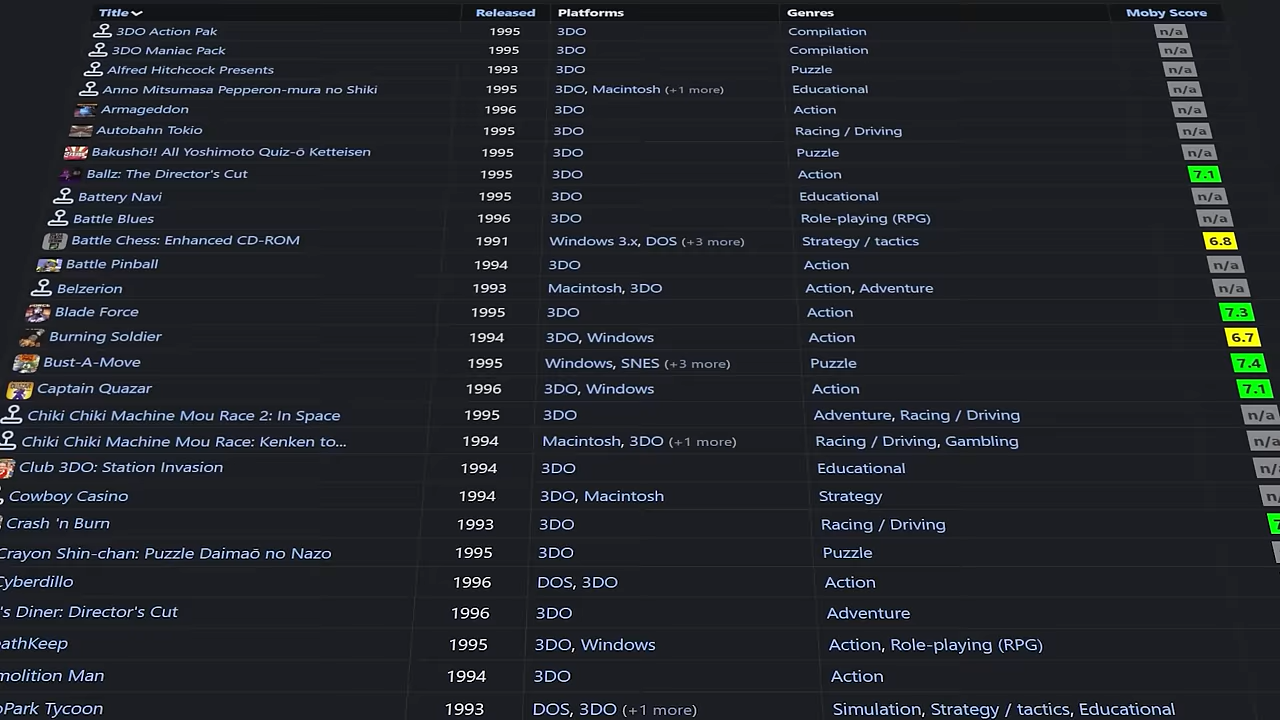 Title Released Platforms Genres Moby Score
3DO Action Pak 1995 3DO Compilation n/a
3DO Maniac Pack 1995 3DO Compilation n/a
Alfred Hitchcock Presents 1993 3DO Puzzle n/a
Anno Mitsumasa Pepperon-mura no Shiki 1995 3DO, Macintosh (+1 more) Educational n/a
Armageddon 1996 3DO Action n/a
Autobahn Tokio 1995 3DO Racing / Driving n/a
Bakushō!! All Yoshimoto Quiz-ō Ketteisen 1995 3DO Puzzle n/a
Ballz: The Director's Cut 1995 3DO Action 7.1
Battery Navi 1995 3DO Educational n/a
Battle Blues 1996 3DO Role-playing (RPG) n/a
Battle Chess: Enhanced CD-ROM 1991 Windows 3.x, DOS (+3 more) Strategy / tactics 6.8
Battle Pinball 1994 3DO Action n/a
Belzerion 1993 Macintosh, 3DO Action, Adventure n/a
Blade Force 1995 3DO Action 7.3
Burning Soldier 1994 3DO, Windows Action 6.7
Bust-A-Move 1995 Windows, SNES (+3 more) Puzzle 7.4
Captain Quazar 1996 3DO, Windows Action 7.1
Chiki Chiki Machine Mou Race 2: In Space 1995 3DO Adventure, Racing / Driving n/a
Chiki Chiki Machine Mou Race: Kenken to... 1994 Macintosh, 3DO (+1 more) Racing / Driving, Gambling n/a
Club 3DO: Station Invasion 1994 3DO Educational n/
Cowboy Casino 1994 3DO, Macintosh Strategy n/
Crash 'n Burn 1993 3DO Racing / Driving 7
Crayon Shin-chan: Puzzle Daimaō no Nazo 1995 3DO Puzzle
Cyberdillo 1996 DOS, 3DO Action
's Diner: Director's Cut 1996 3DO Adventure
eathKeep 1995 3DO, Windows Action, Role-playing (RPG)
molition Man 1994 3DO Action
oPark Tycoon 1993 DOS, 3DO (+1 more) Simulation, Strategy / tactics, Educational